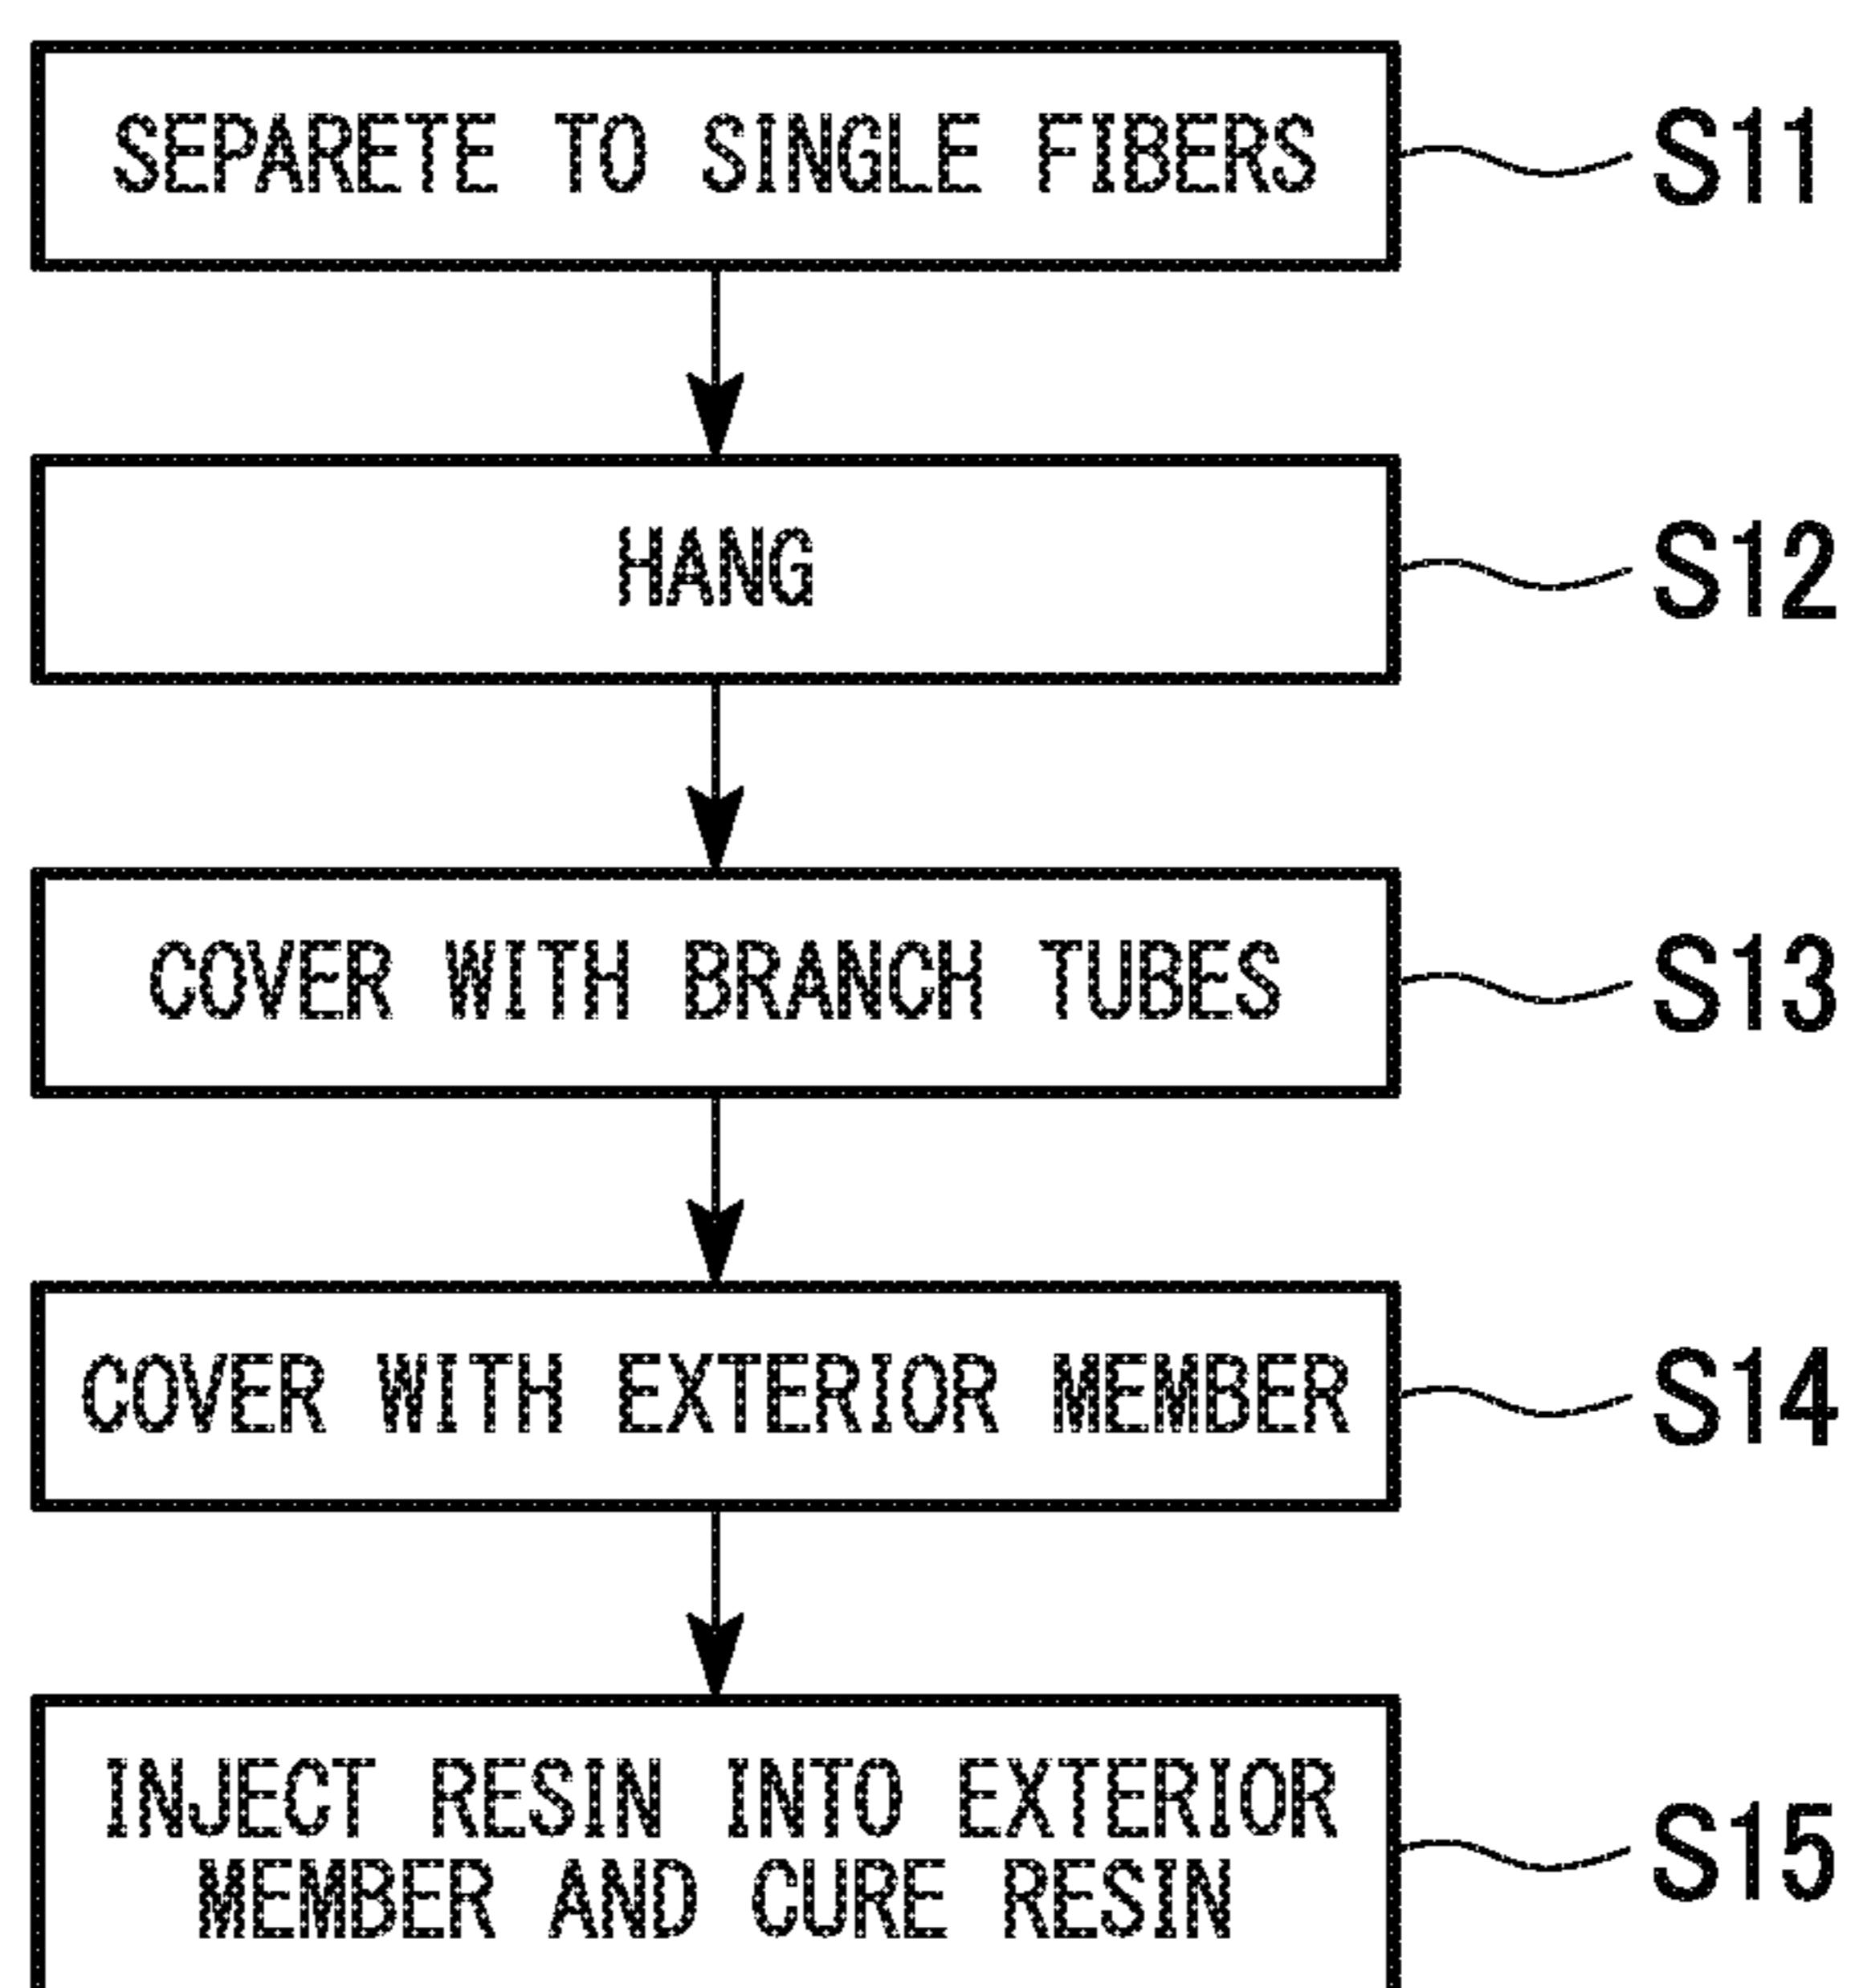 SEPARETE TO SINGLE FIBERS
S11
HANG
S12
COVER WITH BRANCH TUBES
S13
COVER WITH EXTERIOR MEMBER
S14
INJECT RESIN INTO EXTERIOR
MEMBER AND CURE RESIN
S15